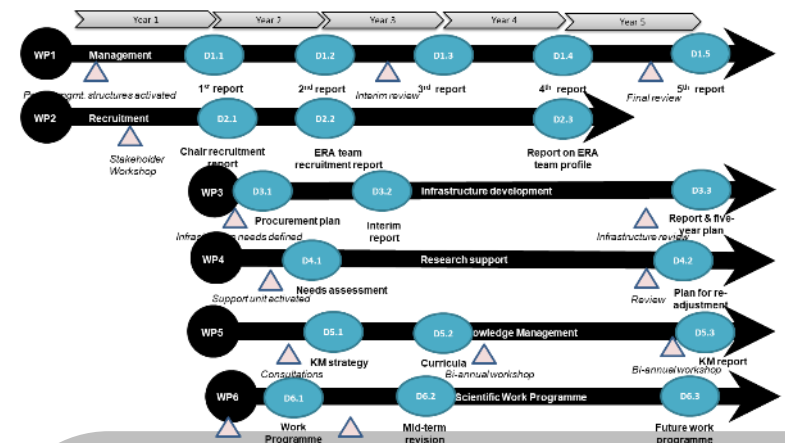 Year 1 Year 2 Year 3 Year 4 Year 5
WP1 Management D1.1 D1.2 D1.3 D1.4 D1.5
1st report 2nd report 3rd report 4th report 5th report
mgmt. structures activated Interim review Final review
WP2 Recruitment D2.1 D2.2 D2.3
Stakeholder
Workshop
Chair recruitment
report
ERA team
recruitment report
Report on ERA
team profile
WP3 D3.1 D3.2 Infrastructure development D3.3
Procurement plan
Interim
report
Report & five-
year plan
needs defined Infrastructure review
WP4 D4.1 Research support D4.2
Needs assessment
Support unit activated
Review
Plan for re-
adjustment
WP5 D5.1 D5.2 owledge Management D5.3
KM strategy Curricula KM report
Consultations Bi-annual workshop Bi-annual workshop
WP6 D6.1 D6.2 Scientific Work Programme D6.3
Work
Programme
Mid-term
revision
Future work
programme